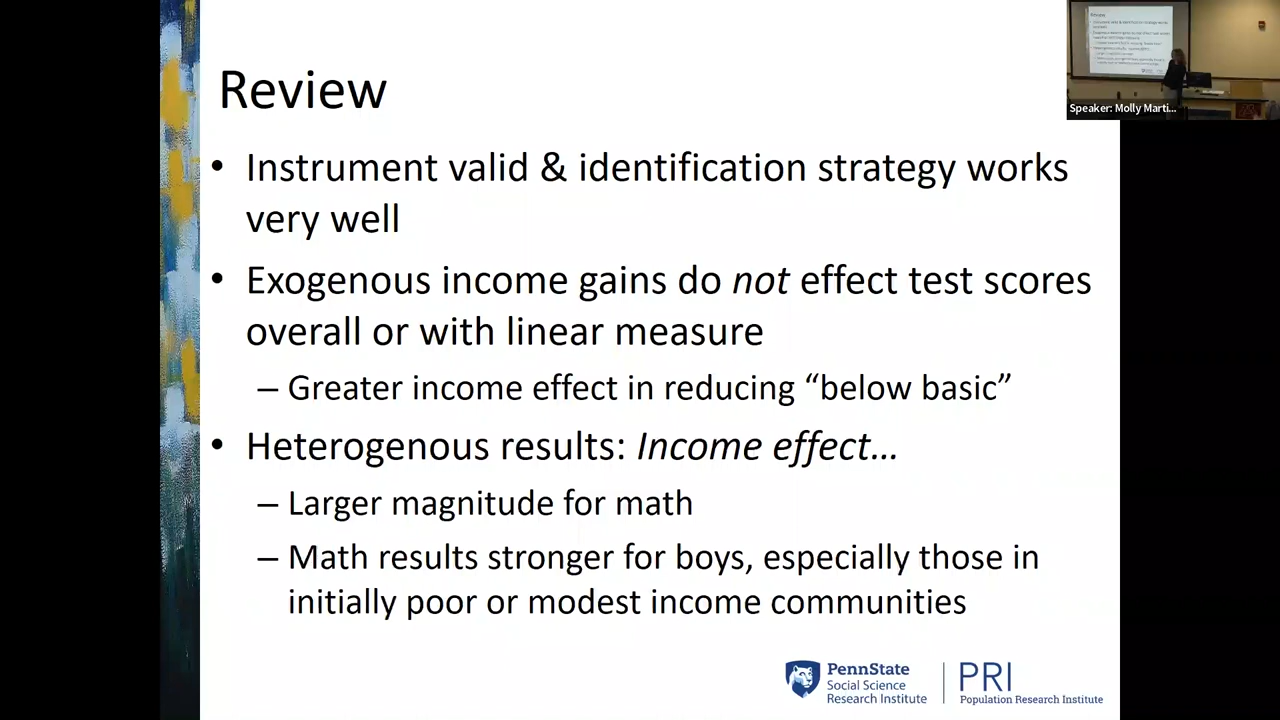 Review
• Instrument valid & identification strategy works
very well
• Exogenous income gains do not effect test scores
overall or with linear measure
– Greater income effect in reducing “below basic”
• Heterogenous results: Income effect…
– Larger magnitude for math
– Math results stronger for boys, especially those in
initially poor or modest income communities
PennState
Social Science
Research Institute
PRI
Population Research Institute
Speaker: Molly Marti...